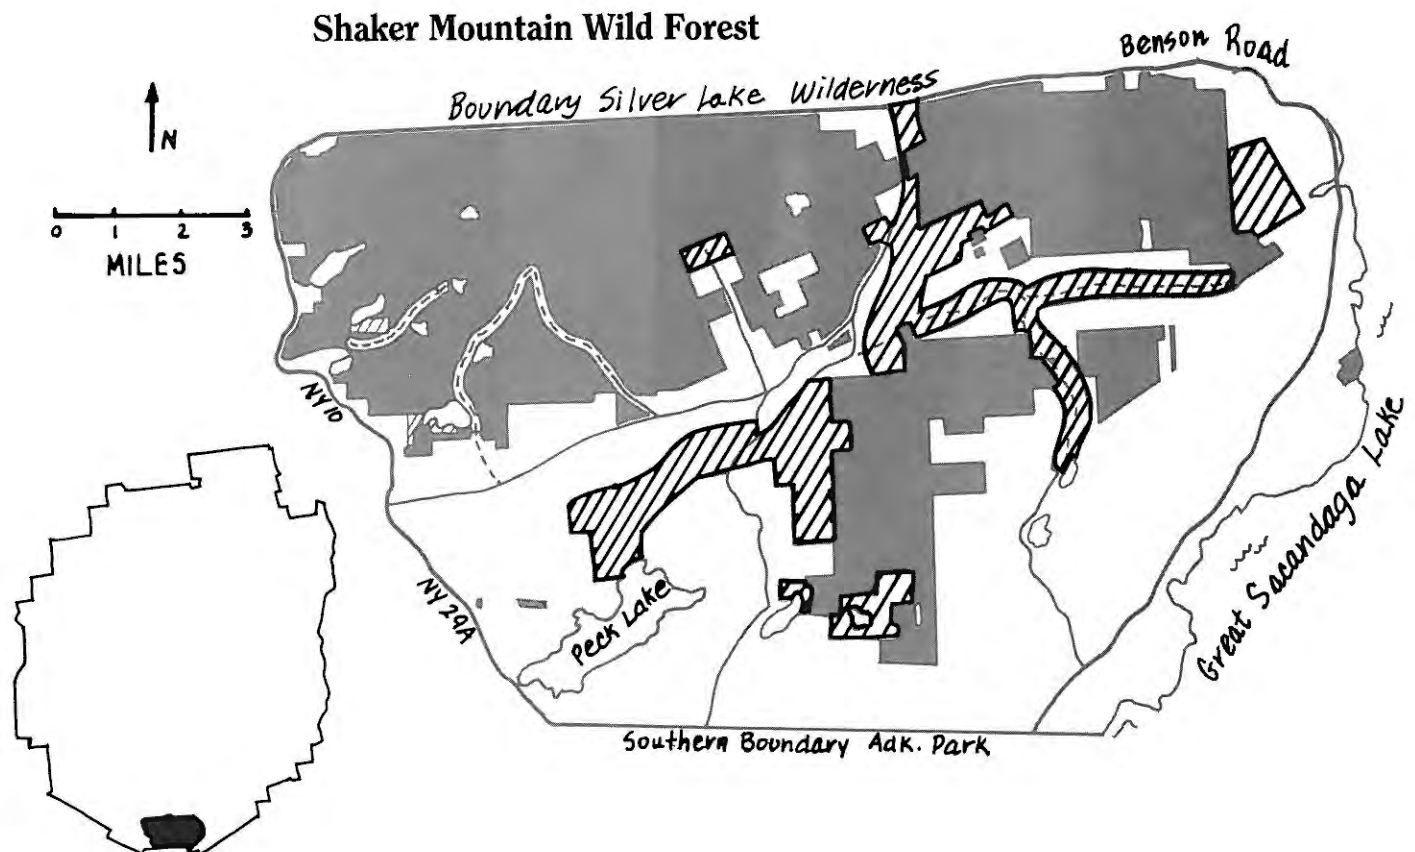 Shaker Mountain Wild Forest
Benson Road
Boundary Silver Lake Wilderness
N
0 1 2 3
MILES
NY10
NY 29A
Peck Lake
Great Sacandaga Lake
Southern Boundary Adk. Park